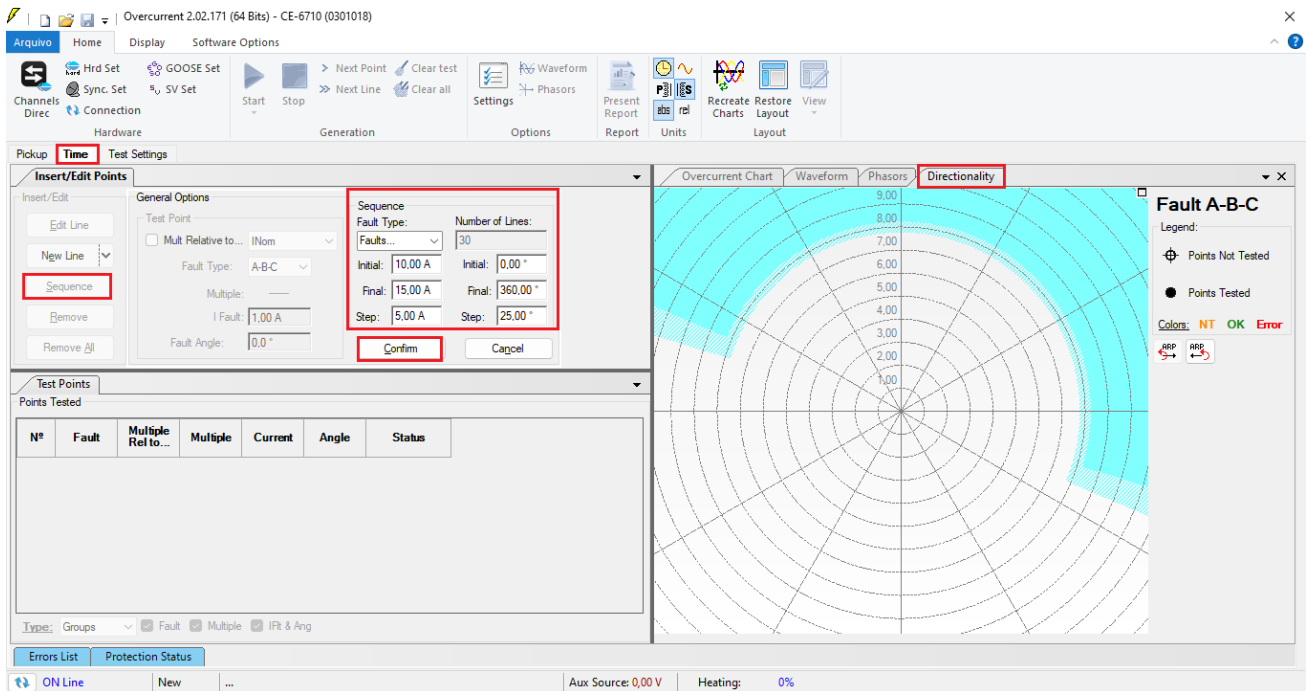 Overcurrent 2.02.171 (64 Bits) - CE-6710 (0301018)
Arquivo Home Display Software Options
Channels Direc
Hrd Set
Sync. Set
Connection
GOOSE Set
SV Set
Hardware
Start
Stop
Next Point
Next Line
Clear test
Clear all
Generation
Settings
Waveform
Phasors
Options
Present Report
Report
abs rel
Units
Recreate Charts
Restore Layout
View
Layout
Pickup Time Test Settings
Insert/Edit Points
Insert/Edit
Edit Line
New Line
Sequence
Remove
Remove All
General Options
Test Point
Mult Relative to... INom
Fault Type: A-B-C
Multiple:
I Fault: 1,00 A
Fault Angle: 0,0 °
Sequence
Fault Type: Number of Lines:
Faults... 30
Initial: 10,00 A Initial: 0,00 °
Final: 15,00 A Final: 360,00 °
Step: 5,00 A Step: 25,00 °
Confirm Cancel
Test Points
Points Tested
Nº Fault Multiple Rel to... Multiple Current Angle Status
Type: Groups Fault Multiple IFlt & Ang
Overcurrent Chart Waveform Phasors Directionality
9,00
8,00
7,00
6,00
5,00
4,00
3,00
2,00
1,00
Fault A-B-C
Legend:
Points Not Tested
Points Tested
Colors: NT OK Error
ARP ARP
Errors List Protection Status
ON Line New ... Aux Source: 0,00 V Heating: 0%